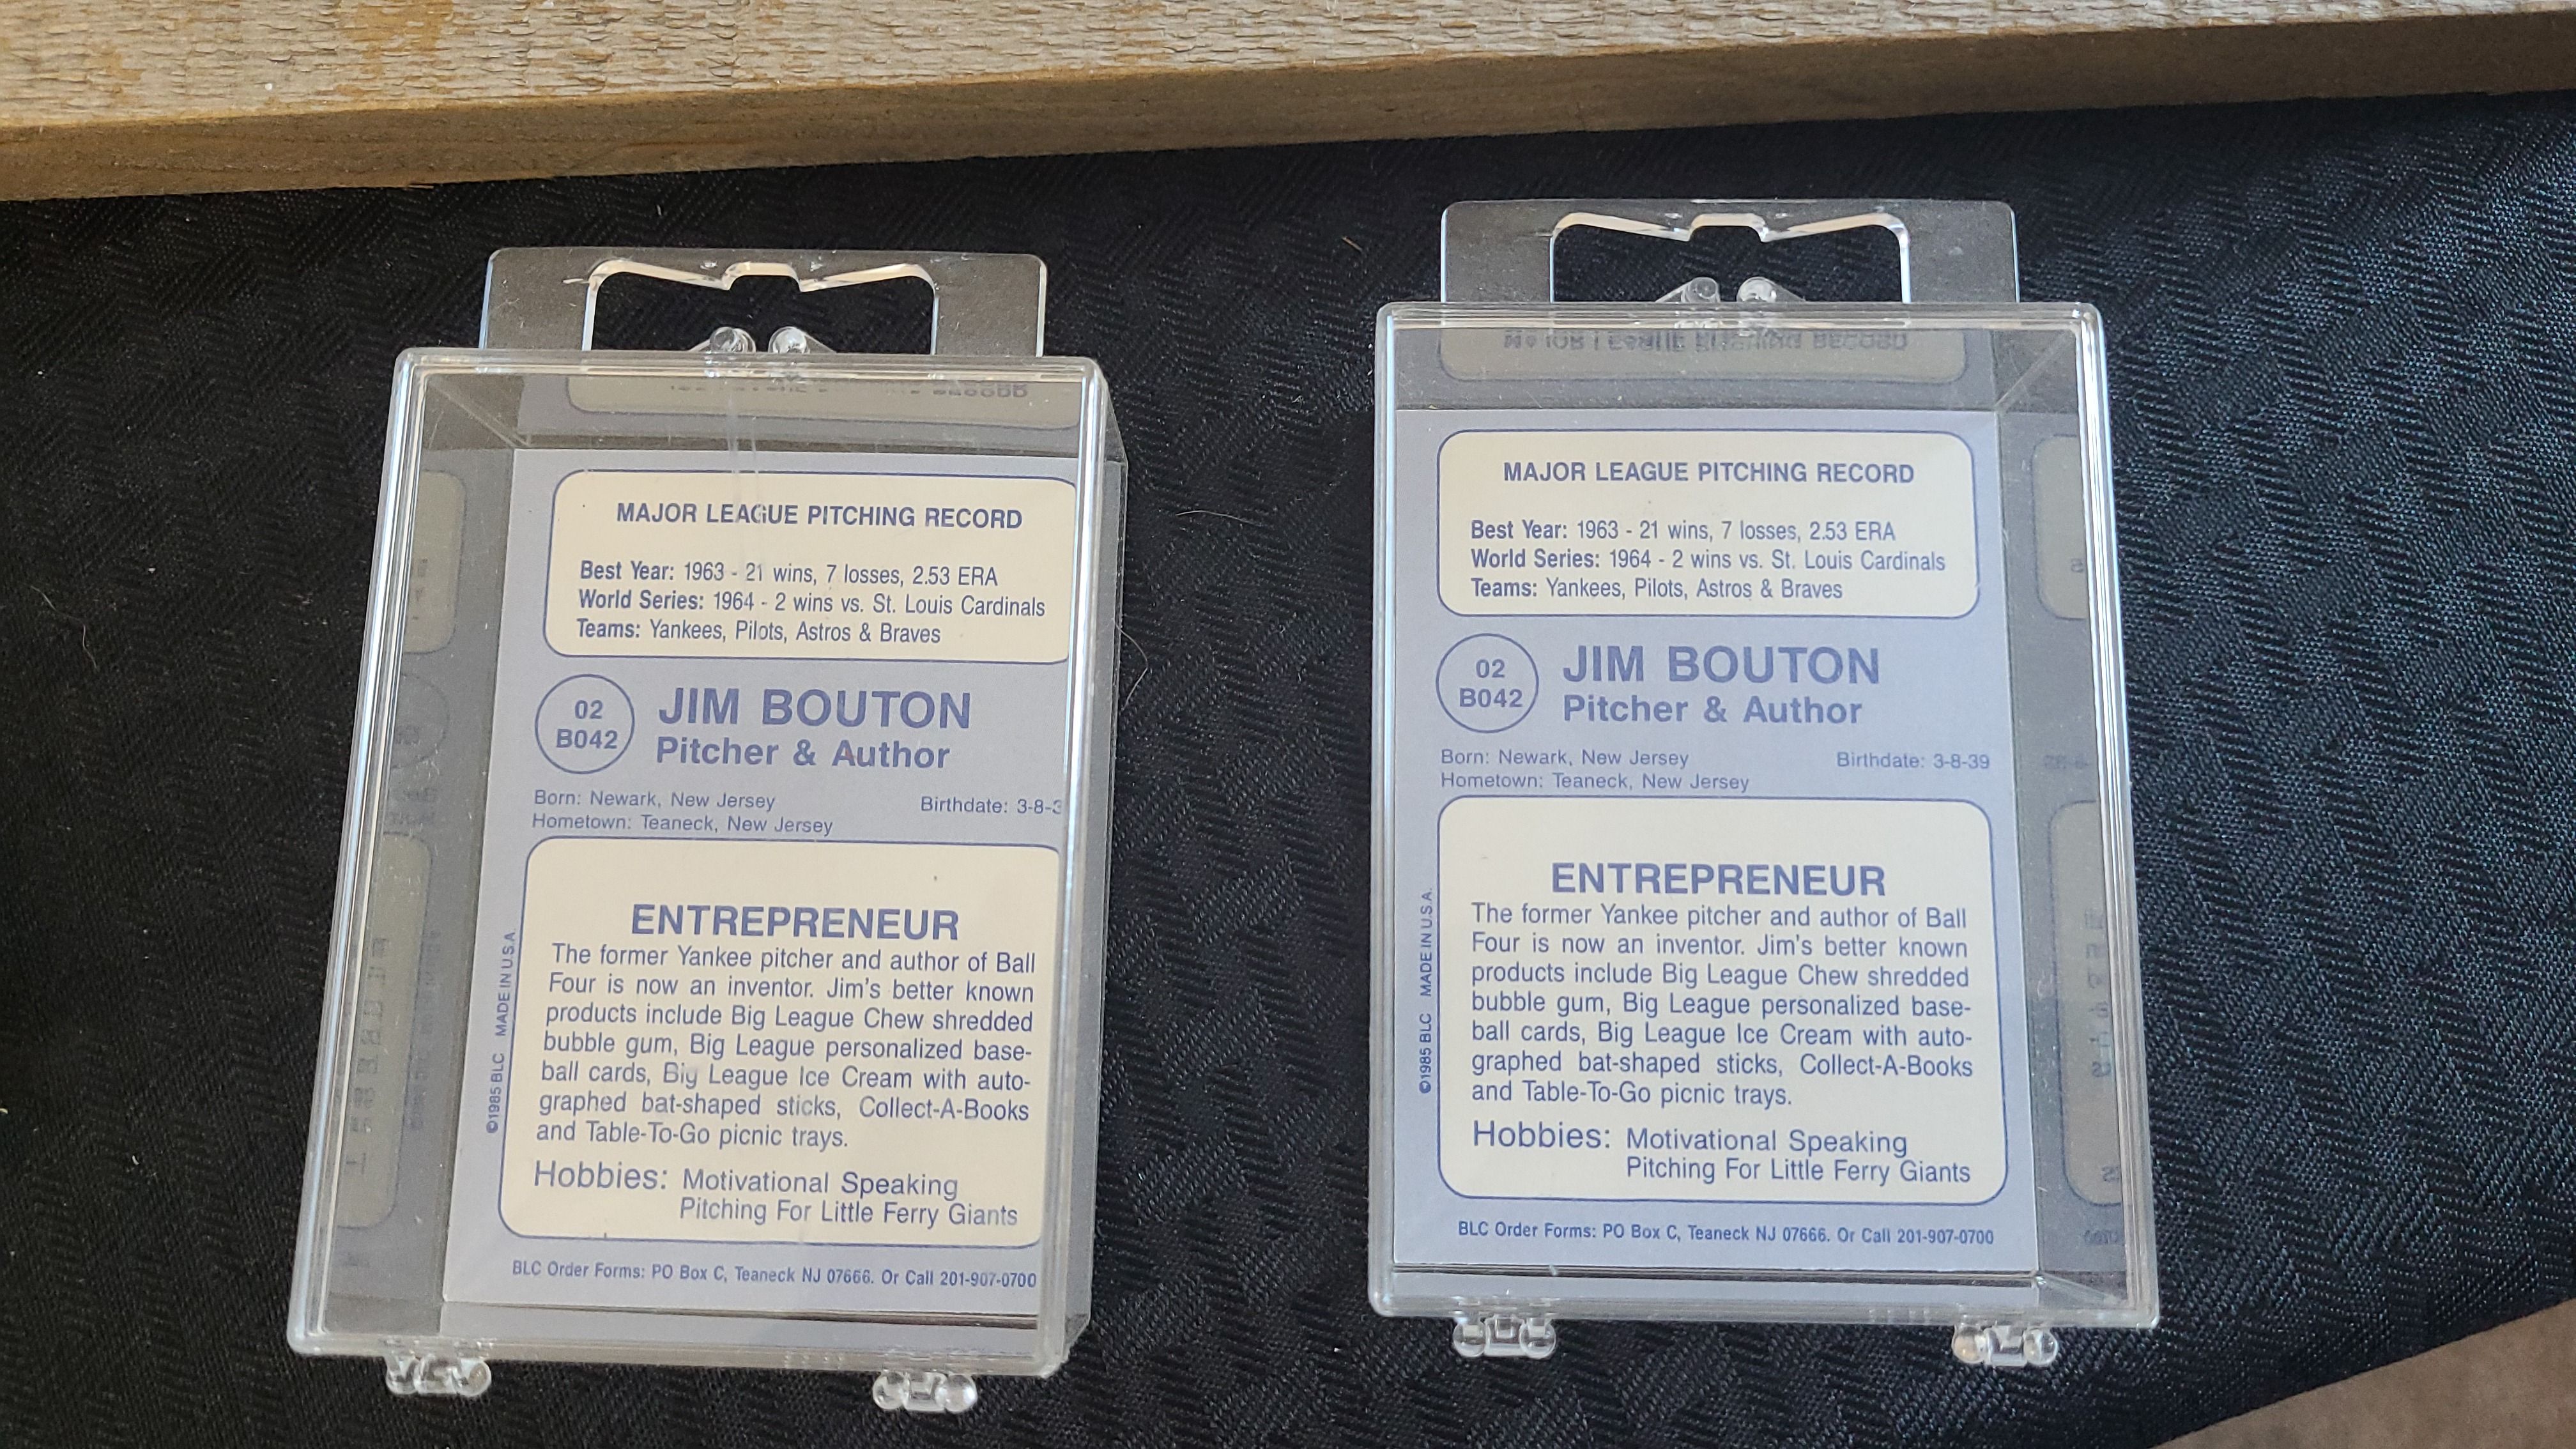 MAJOR LEAGUE PITCHING RECORD
Best Year: 1963 - 21 wins, 7 losses, 2.53 ERA
World Series: 1964 - 2 wins vs. St. Louis Cardinals
Teams: Yankees, Pilots, Astros & Braves
02
B042
JIM BOUTON
Pitcher & Author
Born: Newark, New Jersey
Birthdate: 3-8-3
Hometown: Teaneck, New Jersey
©1985 BLC MADE IN U.S.A.
ENTREPRENEUR
The former Yankee pitcher and author of Ball
Four is now an inventor. Jim's better known
products include Big League Chew shredded
bubble gum, Big League personalized base-
ball cards, Big League Ice Cream with auto-
graphed bat-shaped sticks, Collect-A-Books
and Table-To-Go picnic trays.
Hobbies: Motivational Speaking
Pitching For Little Ferry Giants
BLC Order Forms: PO Box C, Teaneck NJ 07666. Or Call 201-907-0700
MAJOR LEAGUE PITCHING RECORD
Best Year: 1963 - 21 wins, 7 losses, 2.53 ERA
World Series: 1964 - 2 wins vs. St. Louis Cardinals
Teams: Yankees, Pilots, Astros & Braves
02
B042
JIM BOUTON
Pitcher & Author
Born: Newark, New Jersey
Birthdate: 3-8-39
Hometown: Teaneck, New Jersey
©1985 BLC MADE IN U.S.A.
ENTREPRENEUR
The former Yankee pitcher and author of Ball
Four is now an inventor. Jim's better known
products include Big League Chew shredded
bubble gum, Big League personalized base-
ball cards, Big League Ice Cream with auto-
graphed bat-shaped sticks, Collect-A-Books
and Table-To-Go picnic trays.
Hobbies: Motivational Speaking
Pitching For Little Ferry Giants
BLC Order Forms: PO Box C, Teaneck NJ 07666. Or Call 201-907-0700